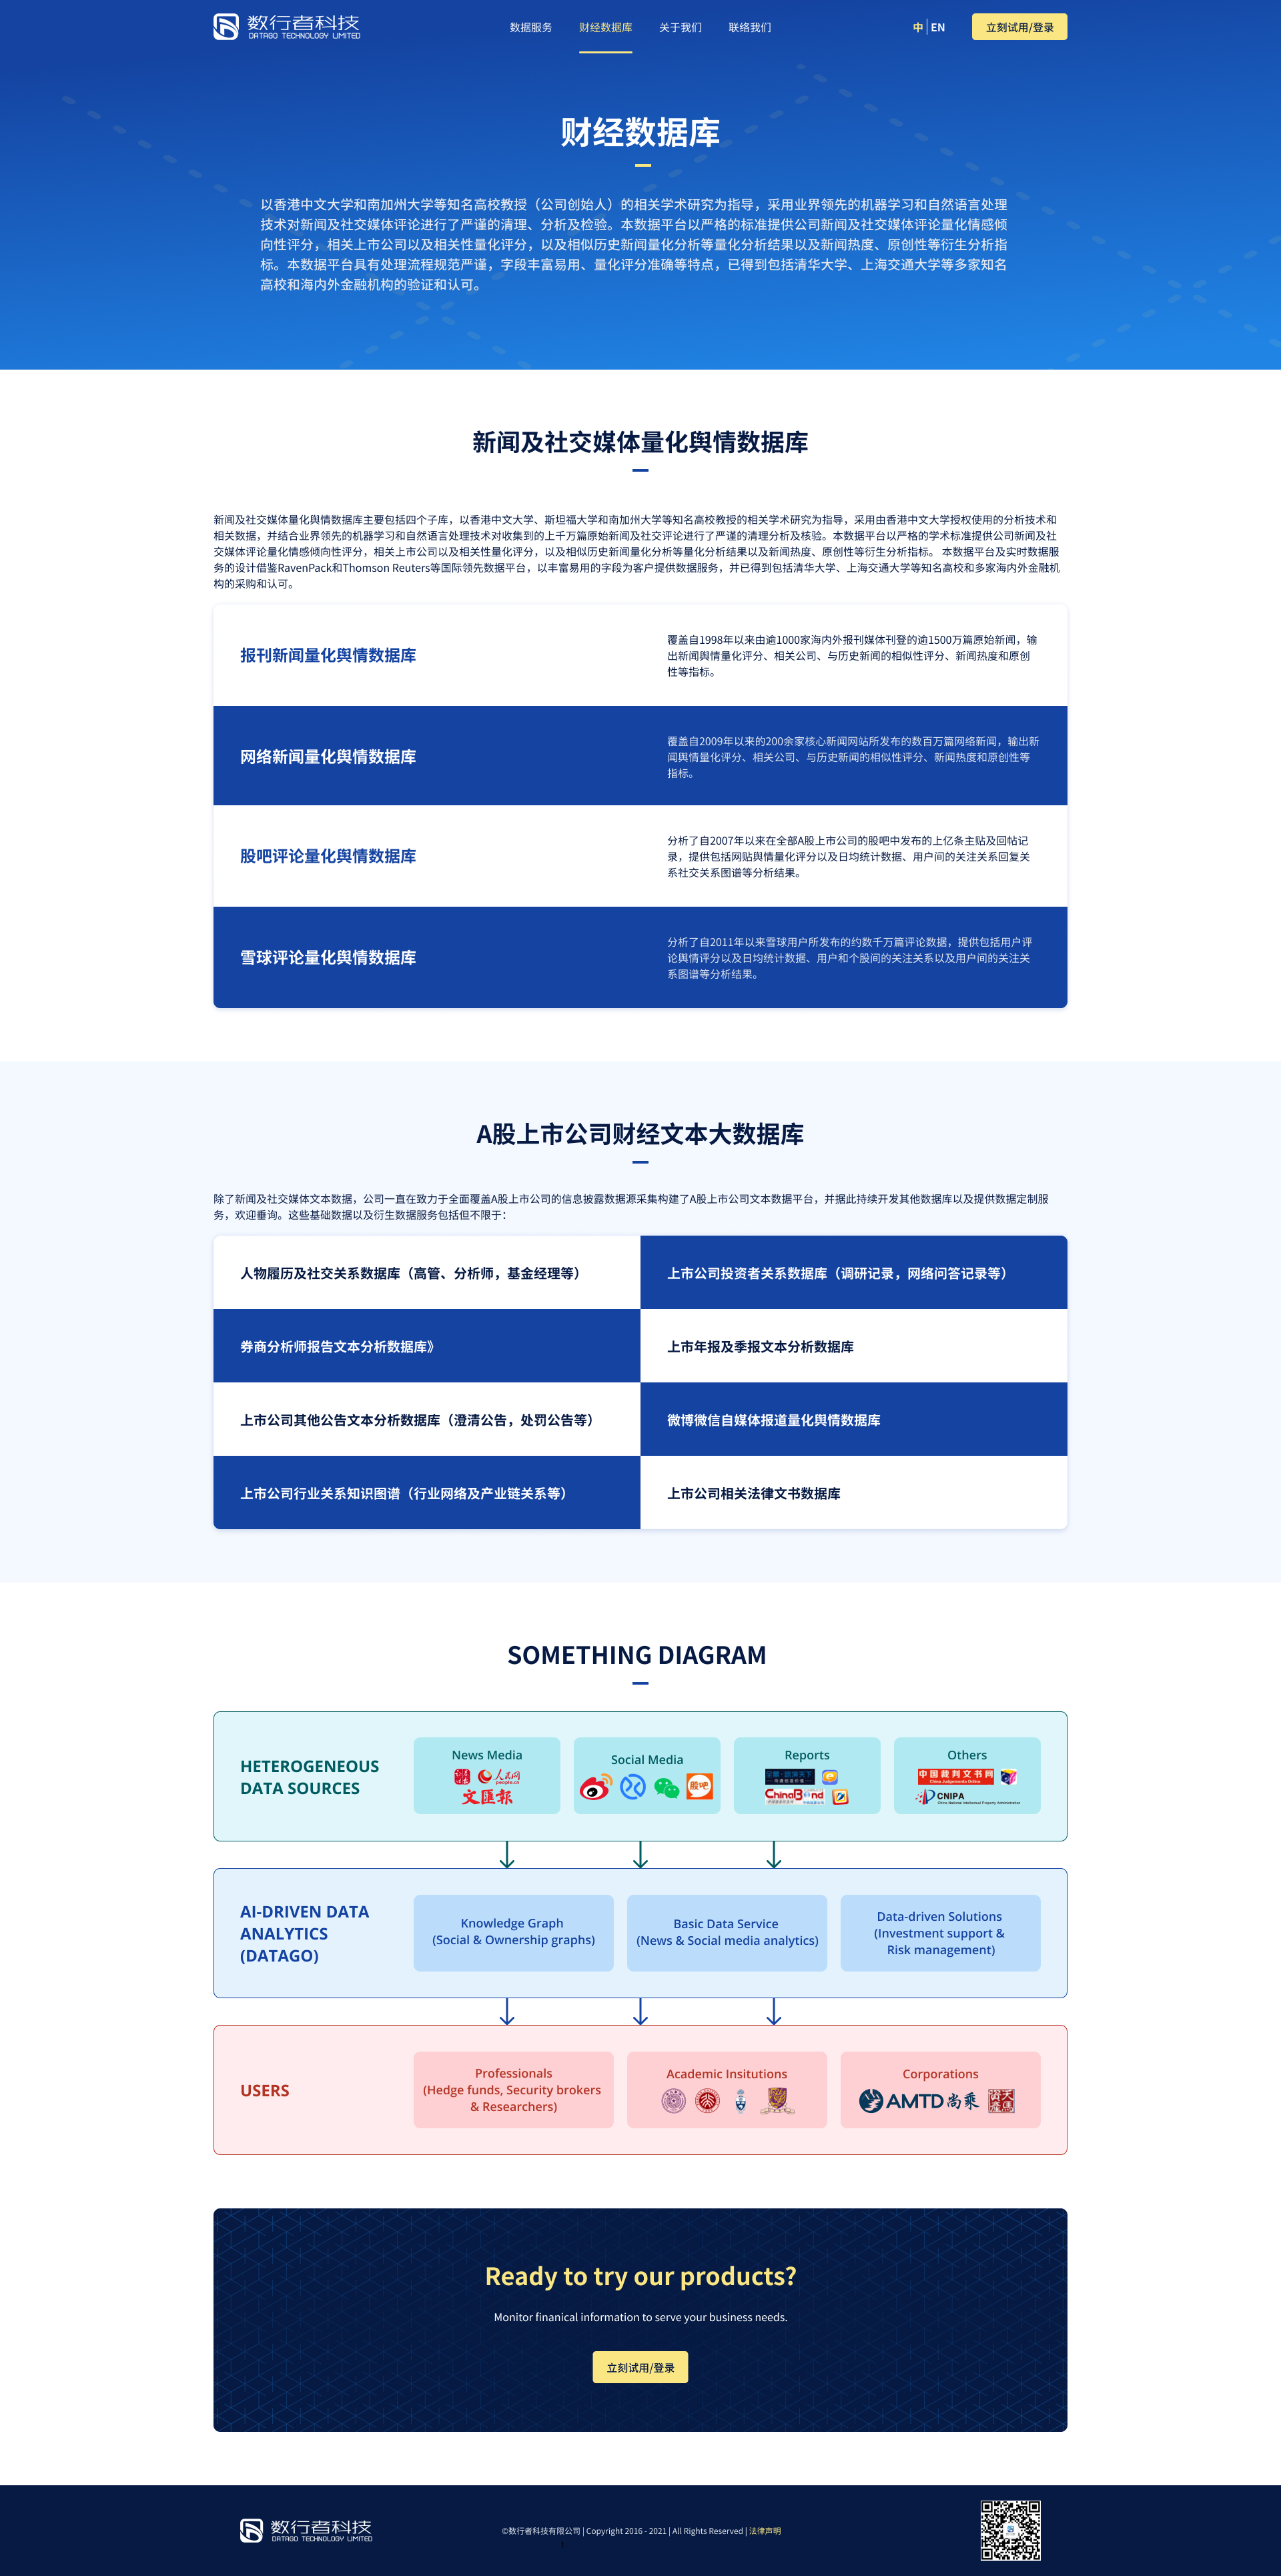 数行者科技
DATAGO TECHNOLOGY LIMITED
数据服务
财经数据库
关于我们
联络我们
中
EN
立刻试用/登录
财经数据库
以香港中文大学和南加州大学等知名高校教授（公司创始人）的相关学术研究为指导，采用业界领先的机器学习和自然语言处理
技术对新闻及社交媒体评论进行了严谨的清理、分析及检验。本数据平台以严格的标准提供公司新闻及社交媒体评论量化情感倾
向性评分，相关上市公司以及相关性量化评分，以及相似历史新闻量化分析等量化分析结果以及新闻热度、原创性等衍生分析指
标。本数据平台具有处理流程规范严谨，字段丰富易用、量化评分准确等特点，已得到包括清华大学、上海交通大学等多家知名
高校和海内外金融机构的验证和认可。
新闻及社交媒体量化舆情数据库
新闻及社交媒体量化舆情数据库主要包括四个子库，以香港中文大学、斯坦福大学和南加州大学等知名高校教授的相关学术研究为指导，采用由香港中文大学授权使用的分析技术和
相关数据，并结合业界领先的机器学习和自然语言处理技术对收集到的上千万篇原始新闻及社交评论进行了严谨的清理分析及核验。本数据平台以严格的学术标准提供公司新闻及社
交媒体评论量化情感倾向性评分，相关上市公司以及相关性量化评分，以及相似历史新闻量化分析等量化分析结果以及新闻热度、原创性等衍生分析指标。 本数据平台及实时数据服
务的设计借鉴RavenPack和Thomson Reuters等国际领先数据平台，以丰富易用的字段为客户提供数据服务，并已得到包括清华大学、上海交通大学等知名高校和多家海内外金融机
构的采购和认可。
报刊新闻量化舆情数据库
覆盖自1998年以来由逾1000家海内外报刊媒体刊登的逾1500万篇原始新闻，输
出新闻舆情量化评分、相关公司、与历史新闻的相似性评分、新闻热度和原创
性等指标。
网络新闻量化舆情数据库
覆盖自2009年以来的200余家核心新闻网站所发布的数百万篇网络新闻，输出新
闻舆情量化评分、相关公司、与历史新闻的相似性评分、新闻热度和原创性等
指标。
股吧评论量化舆情数据库
分析了自2007年以来在全部A股上市公司的股吧中发布的上亿条主贴及回帖记
录，提供包括网贴舆情量化评分以及日均统计数据、用户间的关注关系回复关
系社交关系图谱等分析结果。
雪球评论量化舆情数据库
分析了自2011年以来雪球用户所发布的约数千万篇评论数据，提供包括用户评
论舆情评分以及日均统计数据、用户和个股间的关注关系以及用户间的关注关
系图谱等分析结果。
A股上市公司财经文本大数据库
除了新闻及社交媒体文本数据，公司一直在致力于全面覆盖A股上市公司的信息披露数据源采集构建了A股上市公司文本数据平台，并据此持续开发其他数据库以及提供数据定制服
务，欢迎垂询。这些基础数据以及衍生数据服务包括但不限于：
人物履历及社交关系数据库（高管、分析师，基金经理等）
上市公司投资者关系数据库（调研记录，网络问答记录等）
券商分析师报告文本分析数据库》
上市年报及季报文本分析数据库
上市公司其他公告文本分析数据库（澄清公告，处罚公告等）
微博微信自媒体报道量化舆情数据库
上市公司行业关系知识图谱（行业网络及产业链关系等）
上市公司相关法律文书数据库
SOMETHING DIAGRAM
HETEROGENEOUS
DATA SOURCES
News Media
人民网
people.cn
文匯報
Social Media
股吧
Reports
ChinaBond
Others
中国裁判文书网
China Judgements Online
CNIPA
China National Intellectual Property Administration
AI-DRIVEN DATA
ANALYTICS
(DATAGO)
Knowledge Graph
(Social & Ownership graphs)
Basic Data Service
(News & Social media analytics)
Data-driven Solutions
(Investment support &
Risk management)
USERS
Professionals
(Hedge funds, Security brokers
& Researchers)
Academic Insitutions
Corporations
AMTD 尚乘
Ready to try our products?
Monitor finanical information to serve your business needs.
立刻试用/登录
数行者科技
DATAGO TECHNOLOGY LIMITED
©数行者科技有限公司 | Copyright 2016 - 2021 | All Rights Reserved | 法律声明